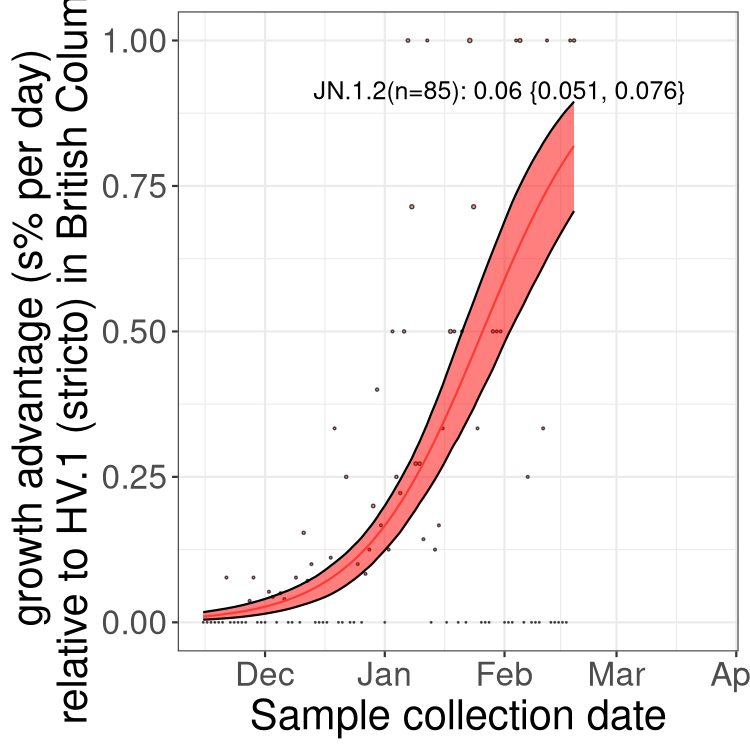 growth advantage (s% per day)
relative to HV.1 (stricto) in British Colum
1.00
0.75
0.50
0.25
0.00
JN.1.2(n=85): 0.06 {0.051, 0.076}
Dec Jan Feb Mar Ap
Sample collection date